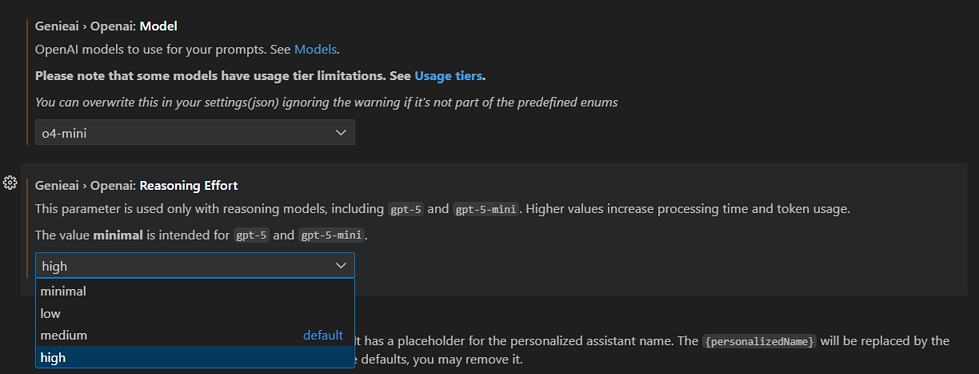 Genieai › Openai: Model
OpenAI models to use for your prompts. See Models.
Please note that some models have usage tier limitations. See Usage tiers.
You can overwrite this in your settings(json) ignoring the warning if it's not part of the predefined enums
o4-mini
Genieai › Openai: Reasoning Effort
This parameter is used only with reasoning models, including gpt-5 and gpt-5-mini. Higher values increase processing time and token usage.
The value minimal is intended for gpt-5 and gpt-5-mini.
high
minimal
low
medium default
It has a placeholder for the personalized assistant name. The {personalizedName} will be replaced by the
high
defaults, you may remove it.